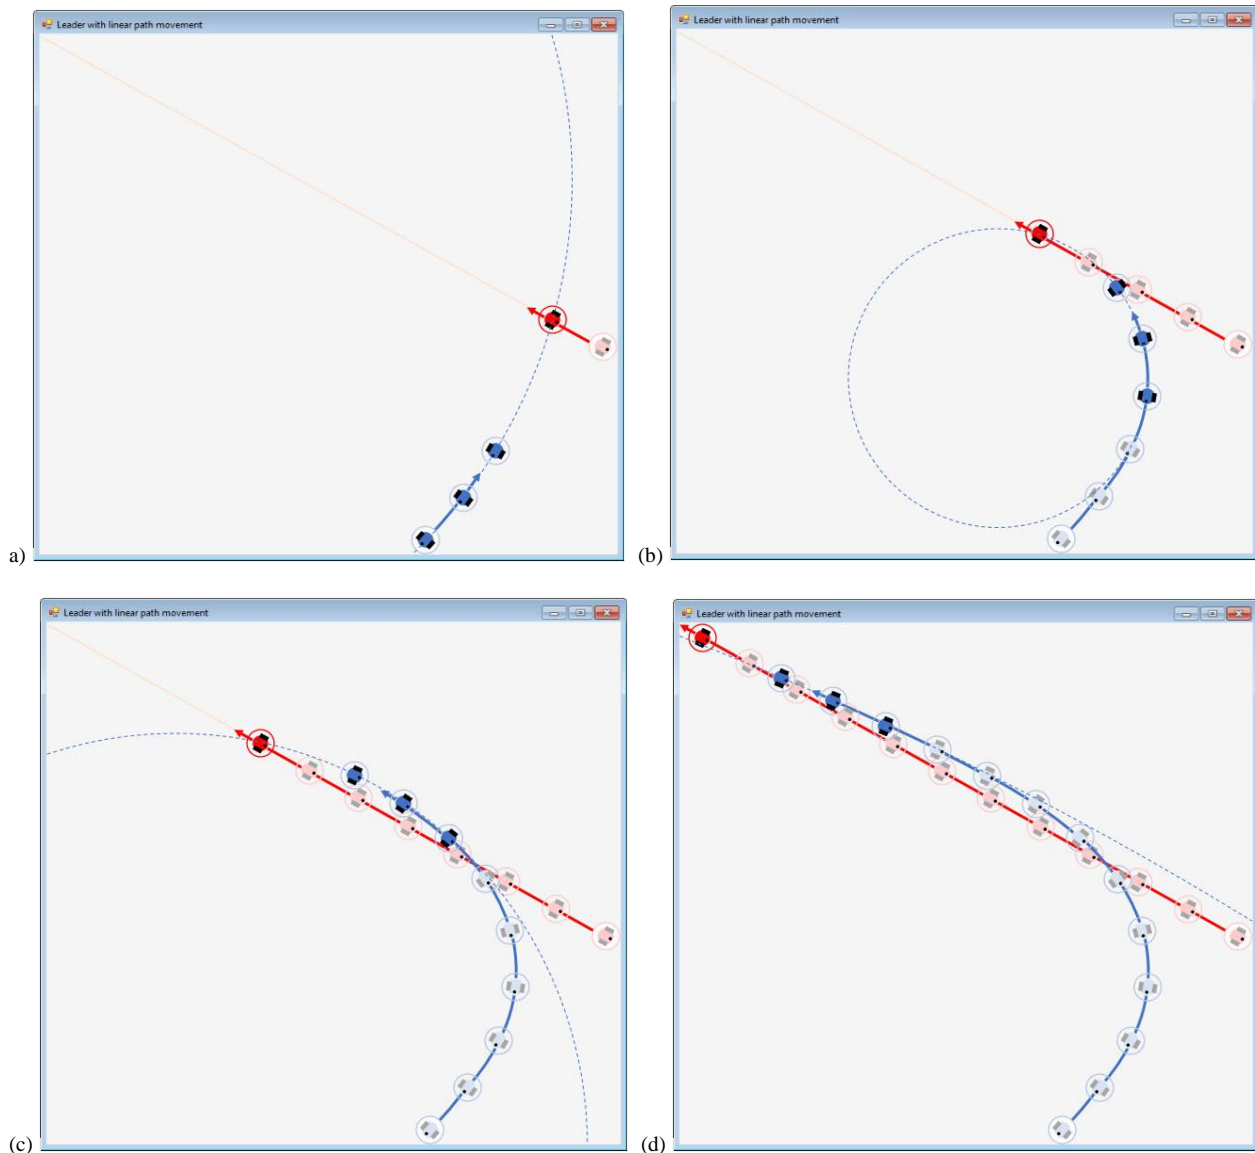 Leader with linear path movement
Leader with linear path movement
a)
(b)
Leader with linear path movement
Leader with linear path movement
(c)
(d)